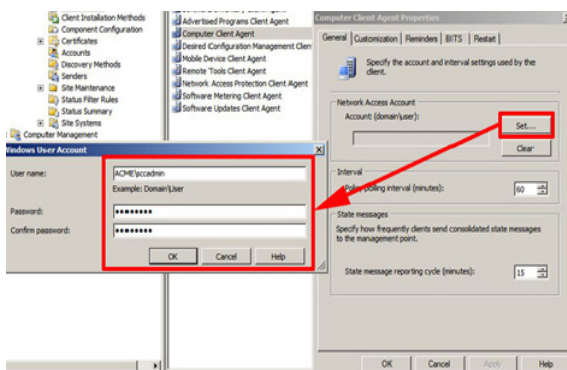 Client Installation Methods
Component Configuration
Certificates
Accounts
Discovery Methods
Senders
Site Maintenance
Status Filter Rules
Status Summary
Site Systems
Computer Management
Advertised Programs Client Agent
Computer Client Agent
Desired Configuration Management Clien
Mobile Device Client Agent
Remote Tools Client Agent
Network Access Protection Client Agent
Software Metering Client Agent
Software Updates Client Agent
Computer Client Agent Properties
General Customization Reminders BITS Restart
Specify the account and interval settings used by the
client.
Network Access Account
Account: (domain\user):
Set...
Clear
Interval
Policy polling interval (minutes):
60
State messages
Specify how frequently clients send consolidated state messages
to the management point.
State message reporting cycle (minutes):
15
OK Cancel Apply Help
Windows User Account
User name:
ACME\sccadmin
Example: Domain\User
Password:
Confirm password:
OK Cancel Help